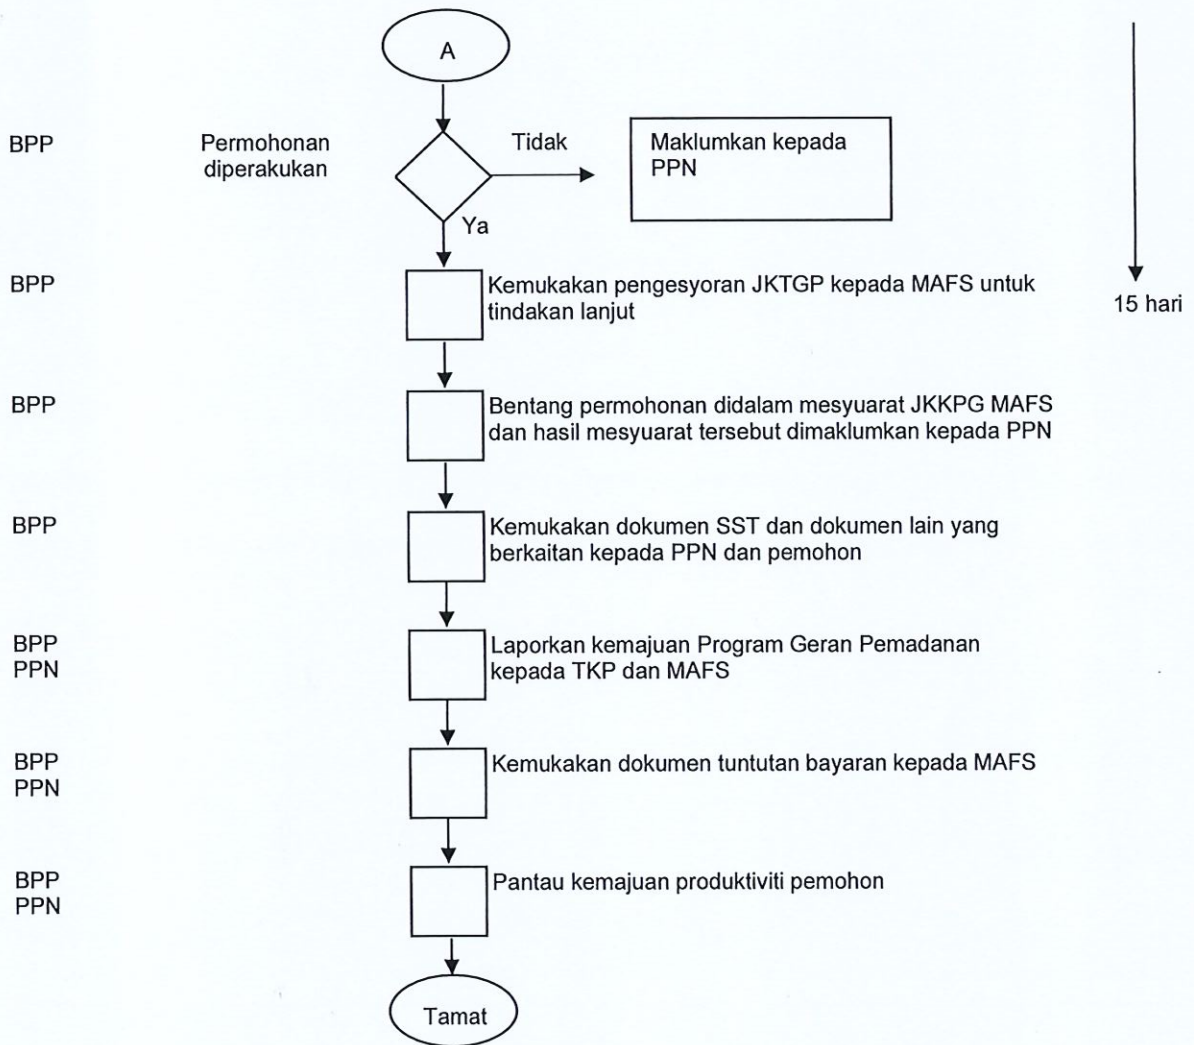 A
BPP
Permohonan
diperakukan
Tidak
Maklumkan kepada
PPN
Ya
BPP
Kemukakan pengesyoran JKTGP kepada MAFS untuk
tindakan lanjut
15 hari
BPP
Bentang permohonan didalam mesyuarat JKKPG MAFS
dan hasil mesyuarat tersebut dimaklumkan kepada PPN
BPP
Kemukakan dokumen SST dan dokumen lain yang
berkaitan kepada PPN dan pemohon
BPP
PPN
Laporkan kemajuan Program Geran Pemadanan
kepada TKP dan MAFS
BPP
PPN
Kemukakan dokumen tuntutan bayaran kepada MAFS
BPP
PPN
Pantau kemajuan produktiviti pemohon
Tamat